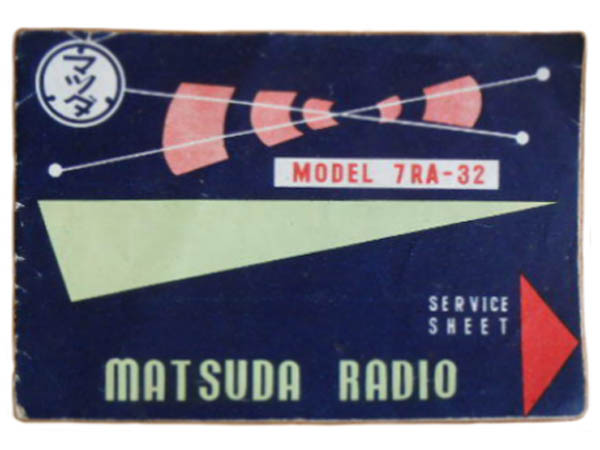 マツダ
MODEL 7RA-32
SERVICE
SHEET
MATSUDA RADIO